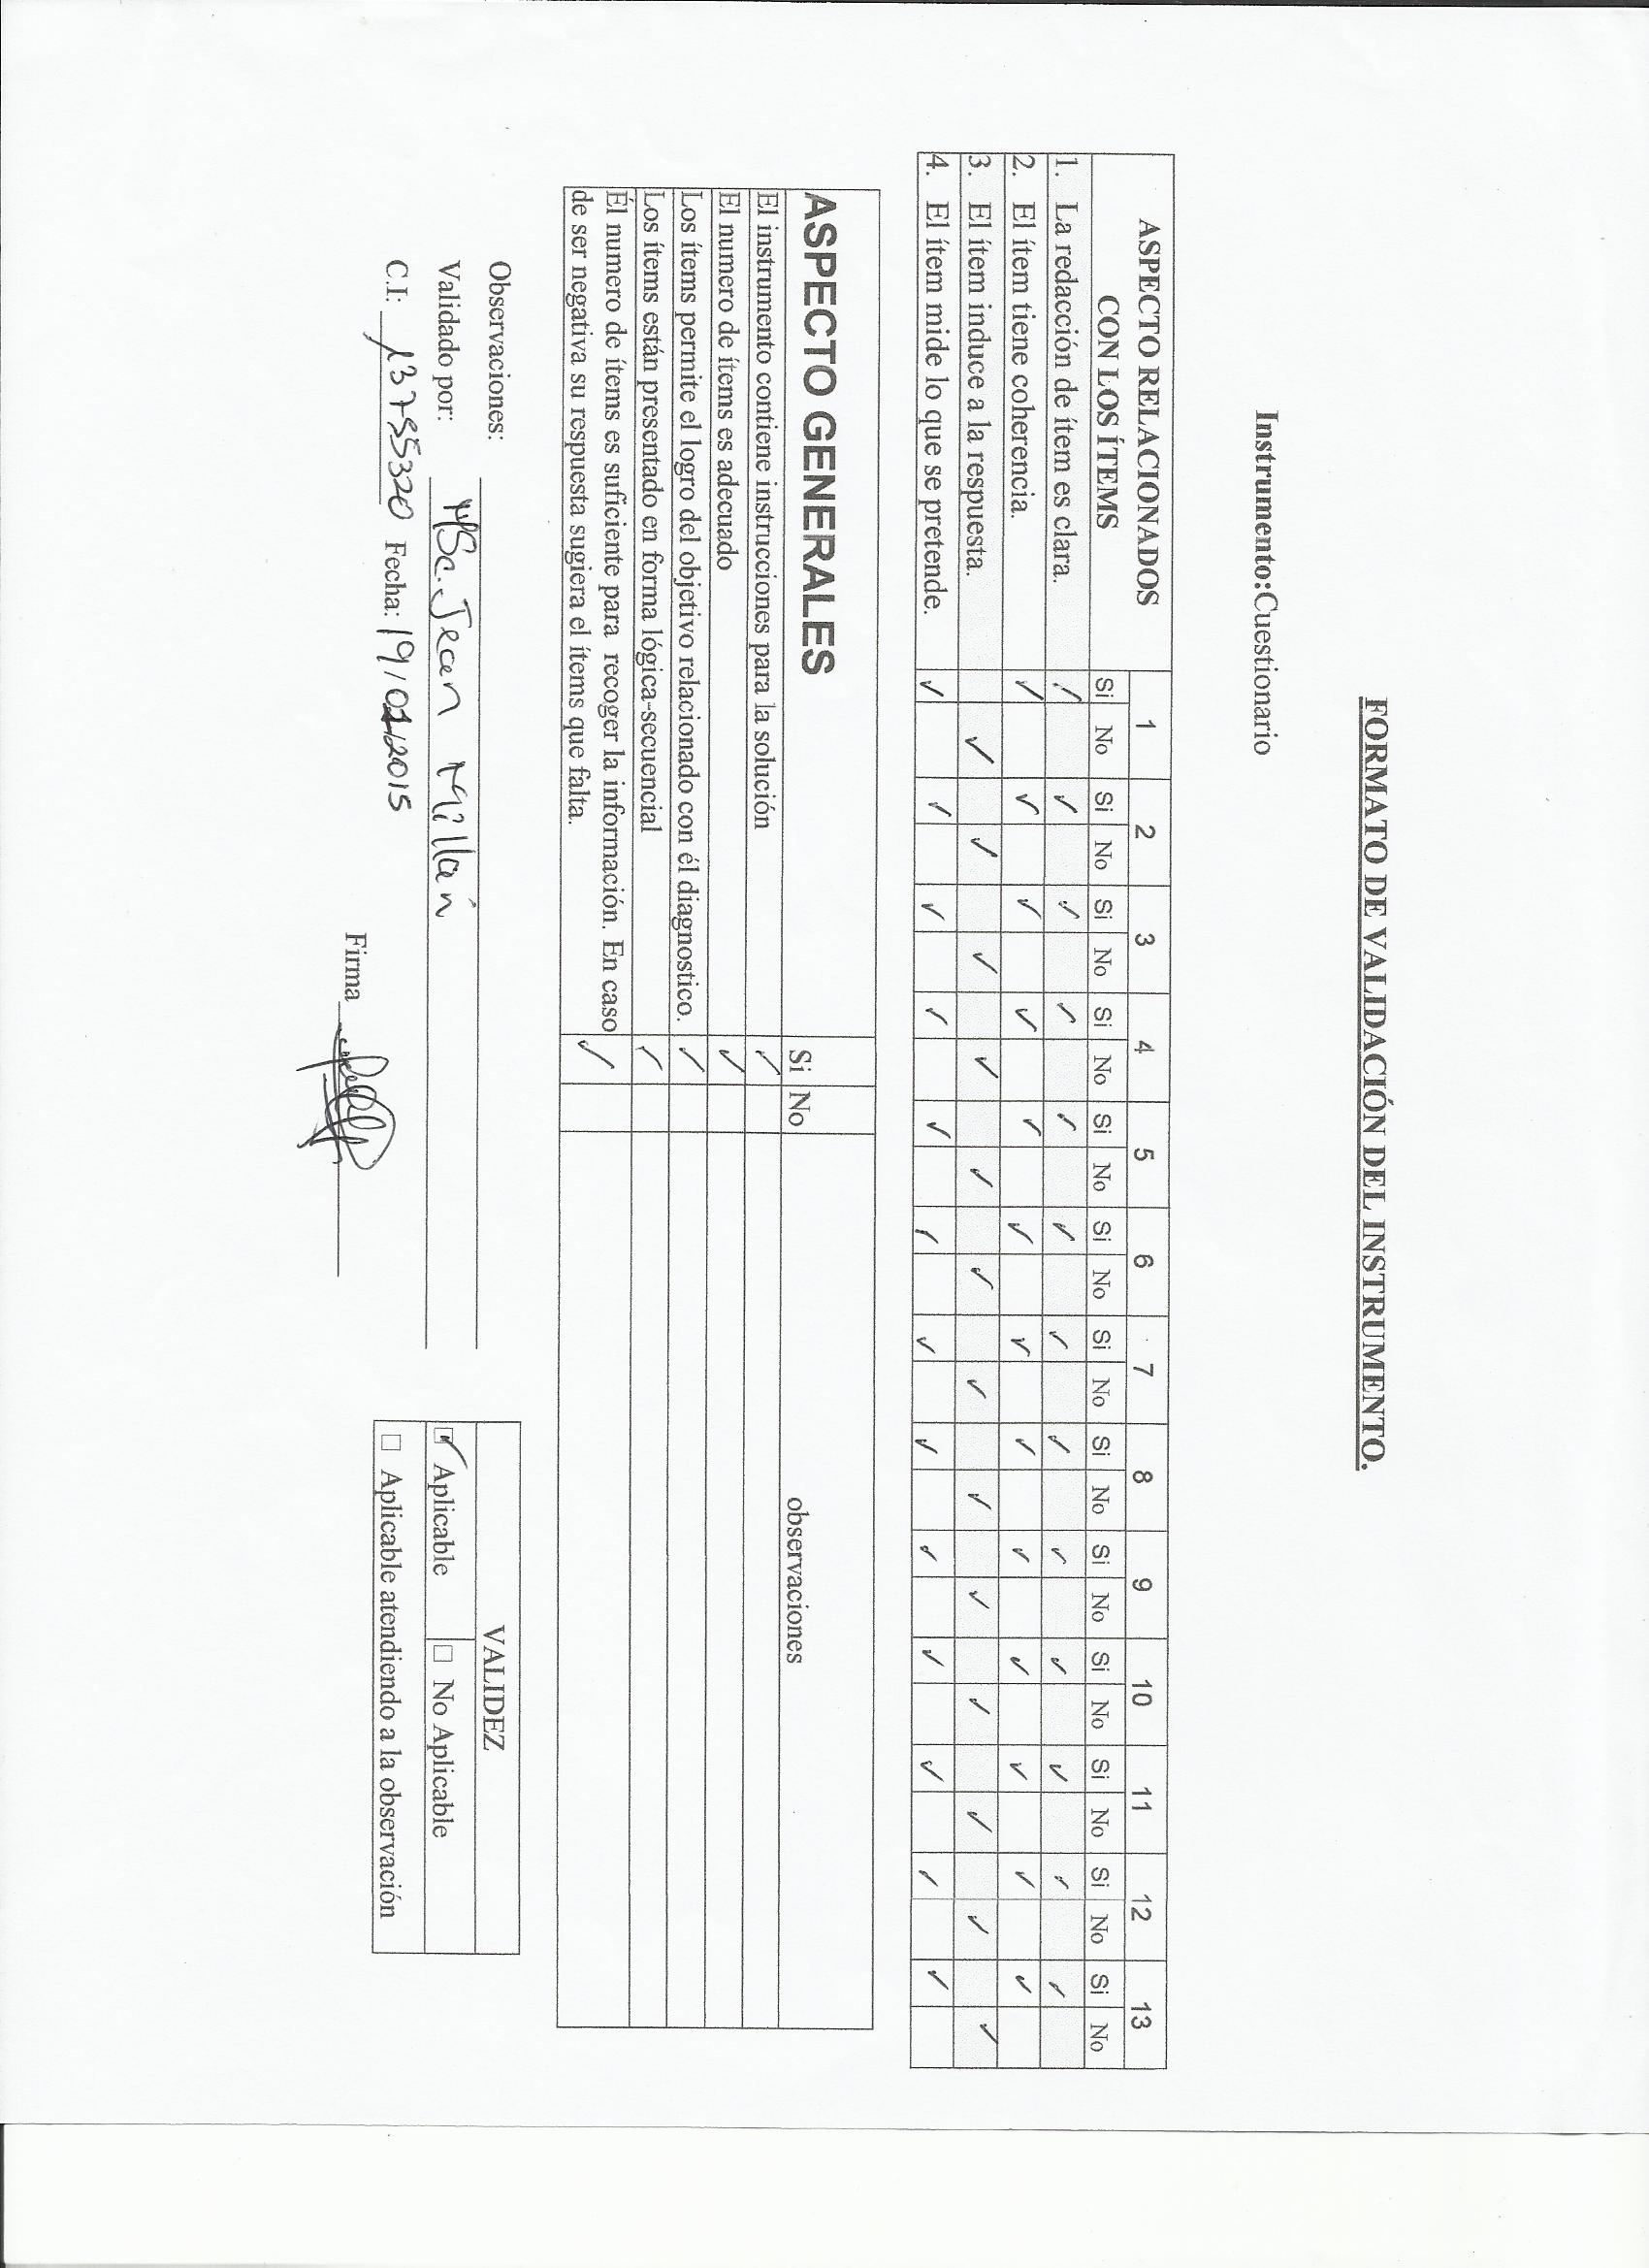 FORMATO DE VALIDACIÓN DEL INSTRUMENTO.
Instrumento:Cuestionario
ASPECTO RELACIONADOS CON LOS ÍTEMS 1 2 3 4 5 6 7 8 9 10 11 12 13
Si No Si No Si No Si No Si No Si No Si No Si No Si No Si No Si No Si No Si No
1. La redacción de ítem es clara. ✓ ✓ ✓ ✓ ✓ ✓ ✓ ✓ ✓ ✓ ✓ ✓ ✓
2. El ítem tiene coherencia. ✓ ✓ ✓ ✓ ✓ ✓ ✓ ✓ ✓ ✓ ✓ ✓ ✓
3. El ítem induce a la respuesta. ✓ ✓ ✓ ✓ ✓ ✓ ✓ ✓ ✓ ✓ ✓ ✓ ✓
4. El ítem mide lo que se pretende. ✓ ✓ ✓ ✓ ✓ ✓ ✓ ✓ ✓ ✓ ✓ ✓ ✓
ASPECTO GENERALES Si No observaciones
El instrumento contiene instrucciones para la solución ✓
El numero de ítems es adecuado ✓
Los ítems permite el logro del objetivo relacionado con él diagnostico. ✓
Los ítems están presentado en forma lógica-secuencial ✓
El numero de ítems es suficiente para recoger la información. En caso ✓
de ser negativa su respuesta sugiera el ítems que falta.
Observaciones:
Validado por: MSc. Jean Millán
C.I: 13755320 Fecha: 19/ /2015
Firma
VALIDEZ
✓ Aplicable □ No Aplicable
□ Aplicable atendiendo a la observación